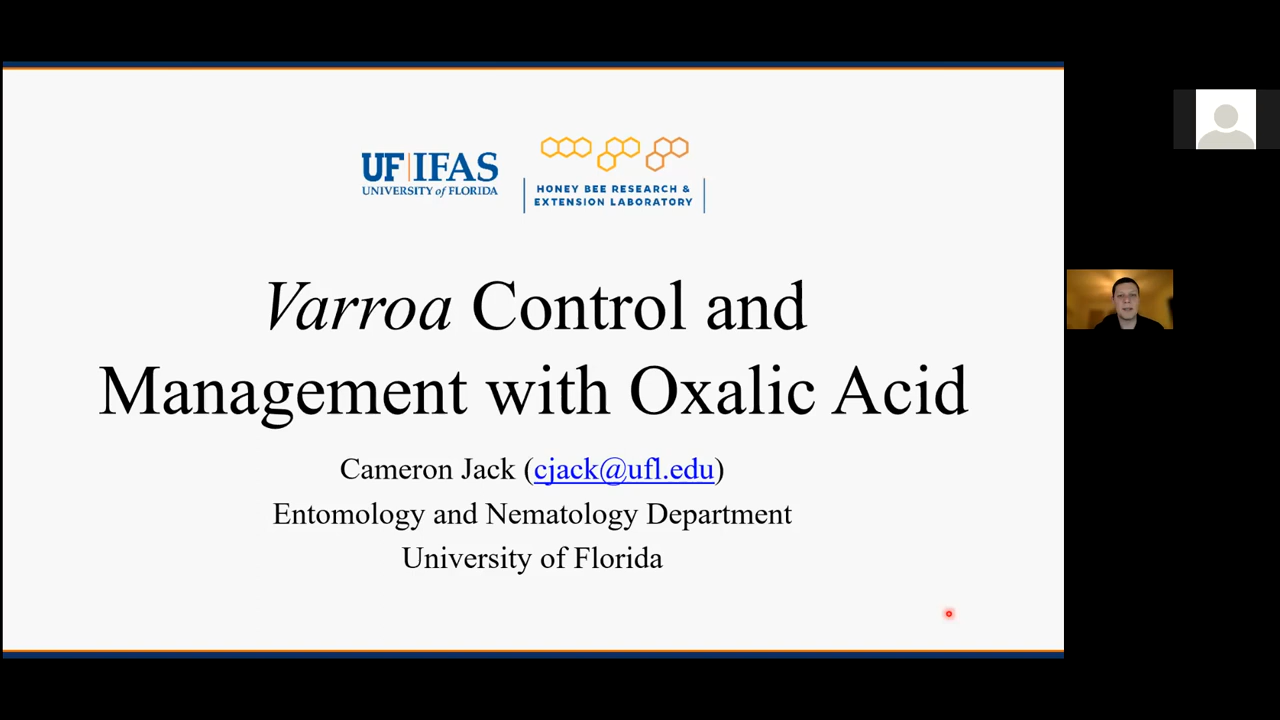 UF|IFAS
UNIVERSITY of FLORIDA
HONEY BEE RESEARCH &
EXTENSION LABORATORY
Varroa Control and
Management with Oxalic Acid
Cameron Jack (cjack@ufl.edu)
Entomology and Nematology Department
University of Florida